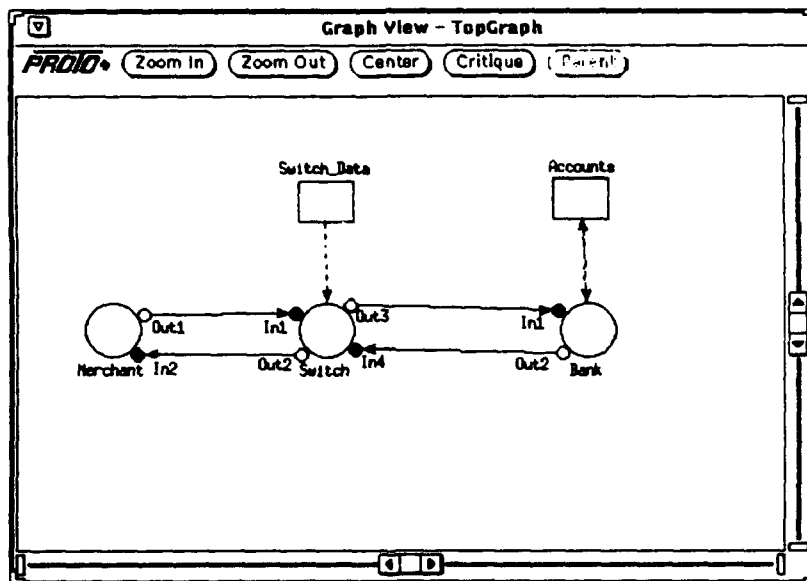 Graph View - TopGraph
PROTO+ Zoom In Zoom Out Center Critique Parent
Switch_Data Accounts
Out1 In1 Out3 In1
Merchant In2 Out2 Switch In4 Out2 Bank